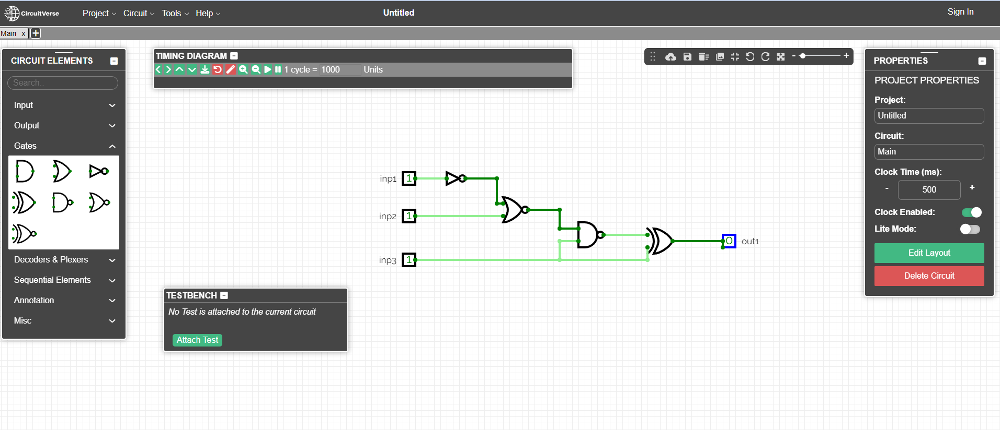 CircuitVerse
Project Circuit Tools Help
Untitled
Sign In
Main x +
CIRCUIT ELEMENTS
Search..
Input
Output
Gates
Decoders & Plexers
Sequential Elements
Annotation
Misc
TIMING DIAGRAM
1 cycle = 1000 Units
- +
inp1 1
inp2 1
inp3 1
0 out1
TESTBENCH
No Test is attached to the current circuit
Attach Test
PROPERTIES
PROJECT PROPERTIES
Project:
Untitled
Circuit:
Main
Clock Time (ms):
- 500 +
Clock Enabled:
Lite Mode:
Edit Layout
Delete Circuit